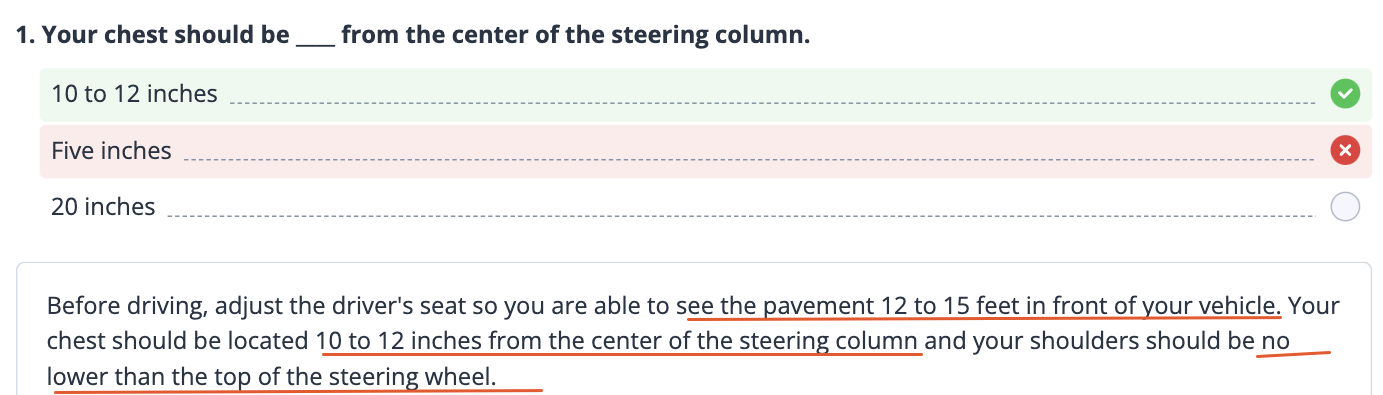 1. Your chest should be ____ from the center of the steering column.
10 to 12 inches
Five inches
20 inches
Before driving, adjust the driver's seat so you are able to see the pavement 12 to 15 feet in front of your vehicle. Your
chest should be located 10 to 12 inches from the center of the steering column and your shoulders should be no
lower than the top of the steering wheel.